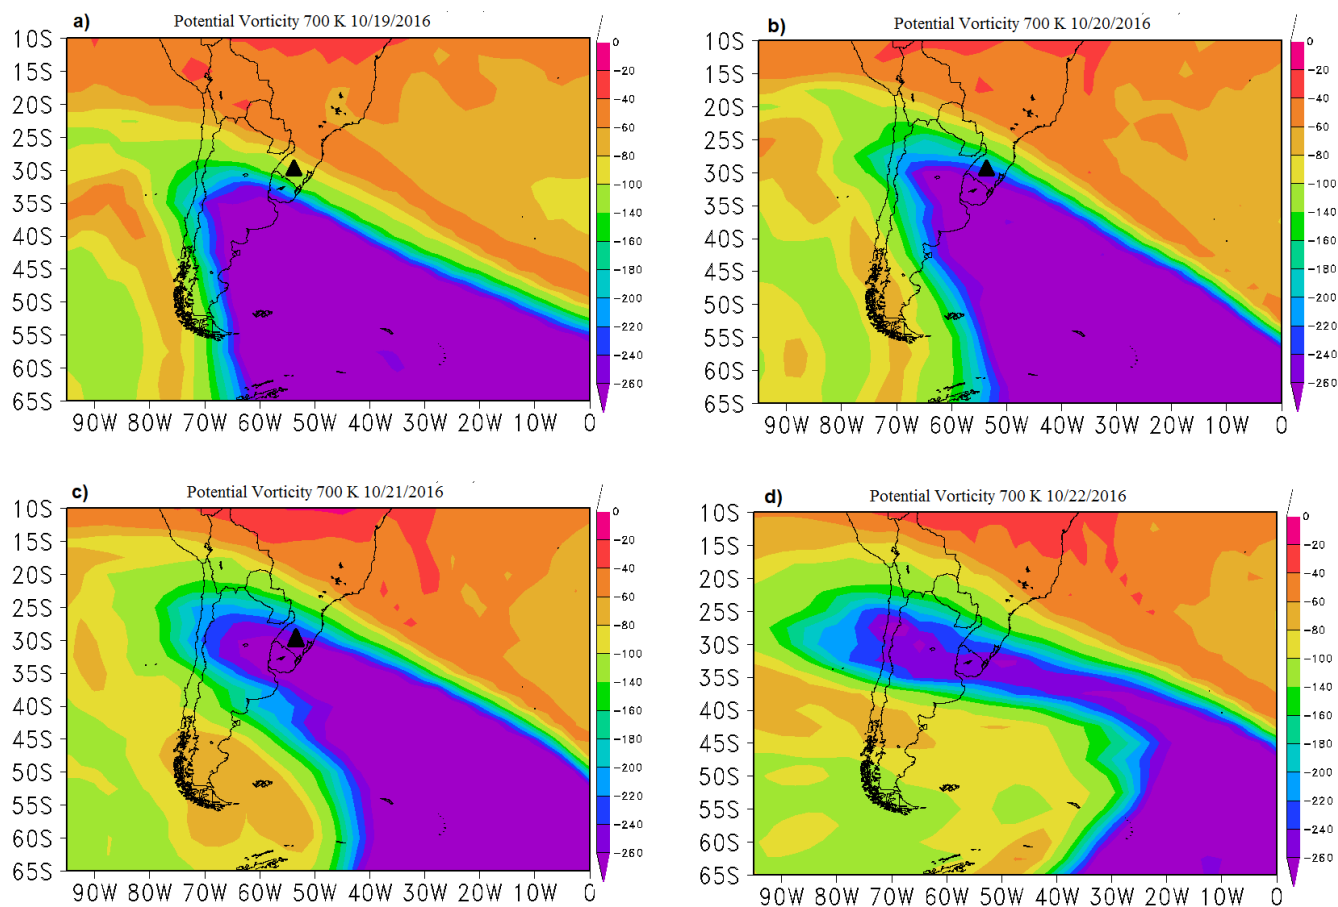 a) Potential Vorticity 700 K 10/19/2016
10S
15S
20S
25S
30S
35S
40S
45S
50S
55S
60S
65S
90W 80W 70W 60W 50W 40W 30W 20W 10W 0
0
-20
-40
-60
-80
-100
-140
-160
-180
-200
-220
-240
-260
b) Potential Vorticity 700 K 10/20/2016
10S
15S
20S
25S
30S
35S
40S
45S
50S
55S
60S
65S
90W 80W 70W 60W 50W 40W 30W 20W 10W 0
0
-20
-40
-60
-80
-100
-140
-160
-180
-200
-220
-240
-260
c) Potential Vorticity 700 K 10/21/2016
10S
15S
20S
25S
30S
35S
40S
45S
50S
55S
60S
65S
90W 80W 70W 60W 50W 40W 30W 20W 10W 0
0
-20
-40
-60
-80
-100
-140
-160
-180
-200
-220
-240
-260
d) Potential Vorticity 700 K 10/22/2016
10S
15S
20S
25S
30S
35S
40S
45S
50S
55S
60S
65S
90W 80W 70W 60W 50W 40W 30W 20W 10W 0
0
-20
-40
-60
-80
-100
-140
-160
-180
-200
-220
-240
-260